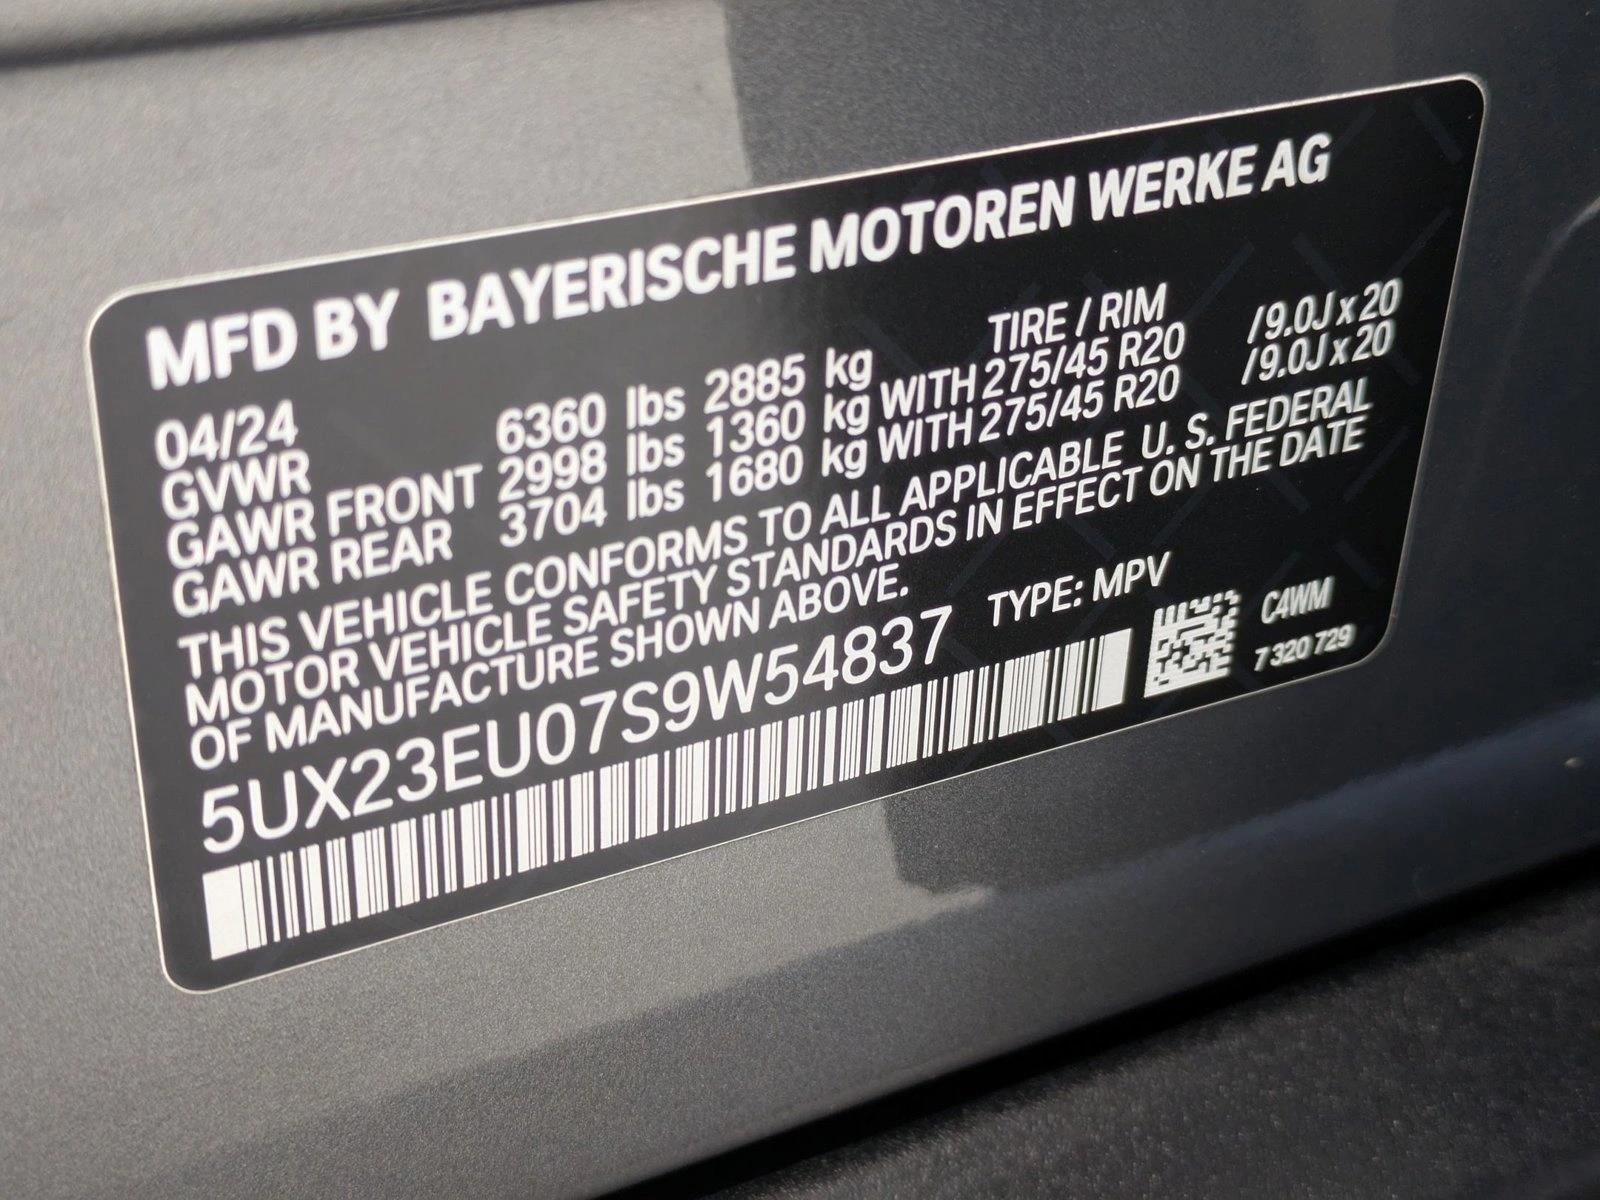 MFD BY BAYERISCHE MOTOREN WERKE AG
04/24 TIRE / RIM
GVWR 6360 lbs 2885 kg
GAWR FRONT 2998 lbs 1360 kg WITH 275/45 R20 /9.0J x 20
GAWR REAR 3704 lbs 1680 kg WITH 275/45 R20 /9.0J x 20
THIS VEHICLE CONFORMS TO ALL APPLICABLE U. S. FEDERAL
MOTOR VEHICLE SAFETY STANDARDS IN EFFECT ON THE DATE
OF MANUFACTURE SHOWN ABOVE.
5UX23EU07S9W54837 TYPE: MPV
C4WM
7 320 729